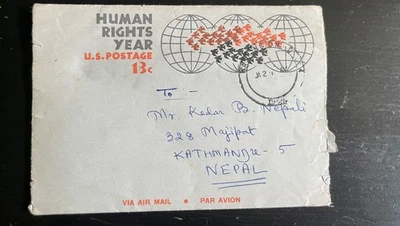 HUMAN
RIGHTS
YEAR
U.S. POSTAGE
13c
To -
Mr. Kedar B. Nepali
328 Majipat
KATHMANDU - 5
NEPAL
VIA AIR MAIL • PAR AVION